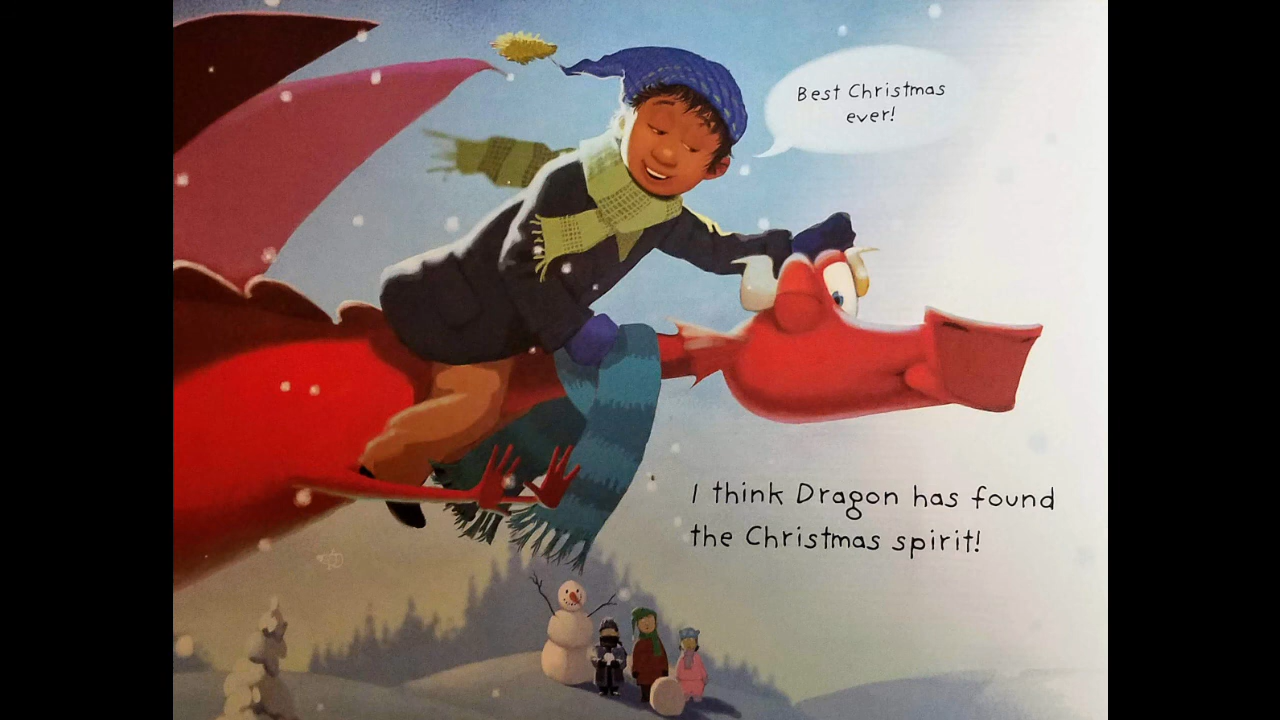 Best Christmas
ever!
I think Dragon has found
the Christmas spirit!